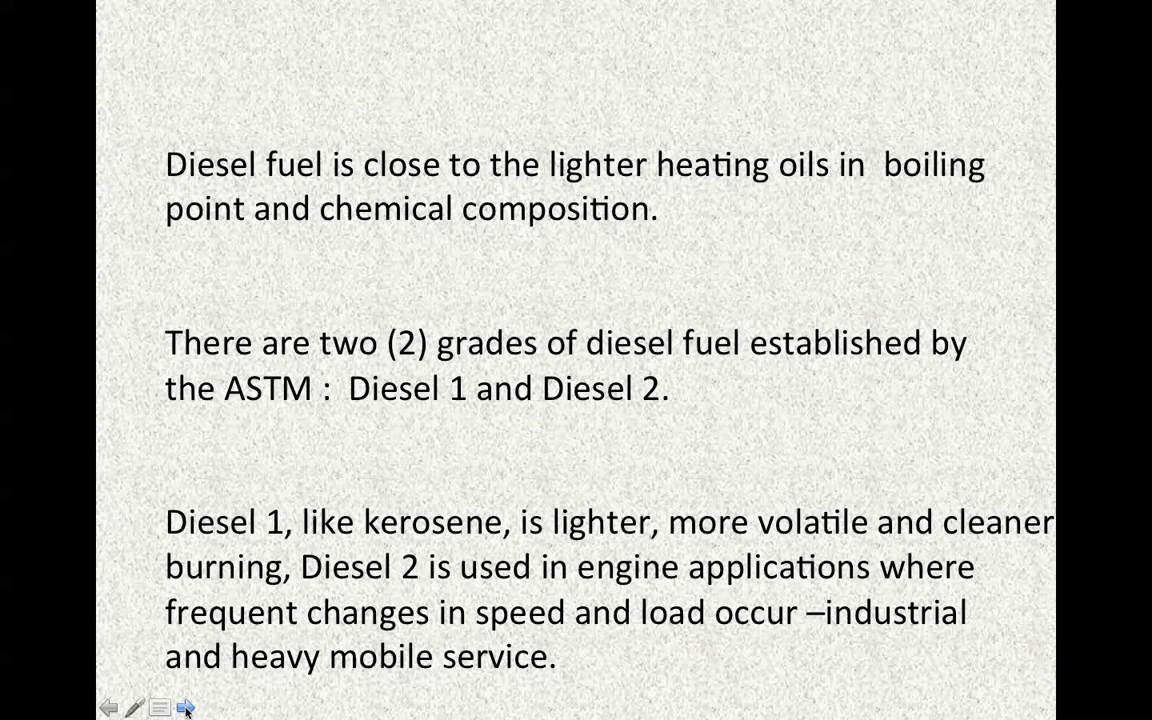 Diesel fuel is close to the lighter heating oils in  boiling
point and chemical composition.
There are two (2) grades of diesel fuel established by
the ASTM :  Diesel 1 and Diesel 2.
Diesel 1, like kerosene, is lighter, more volatile and cleaner
burning, Diesel 2 is used in engine applications where
frequent changes in speed and load occur –industrial
and heavy mobile service.